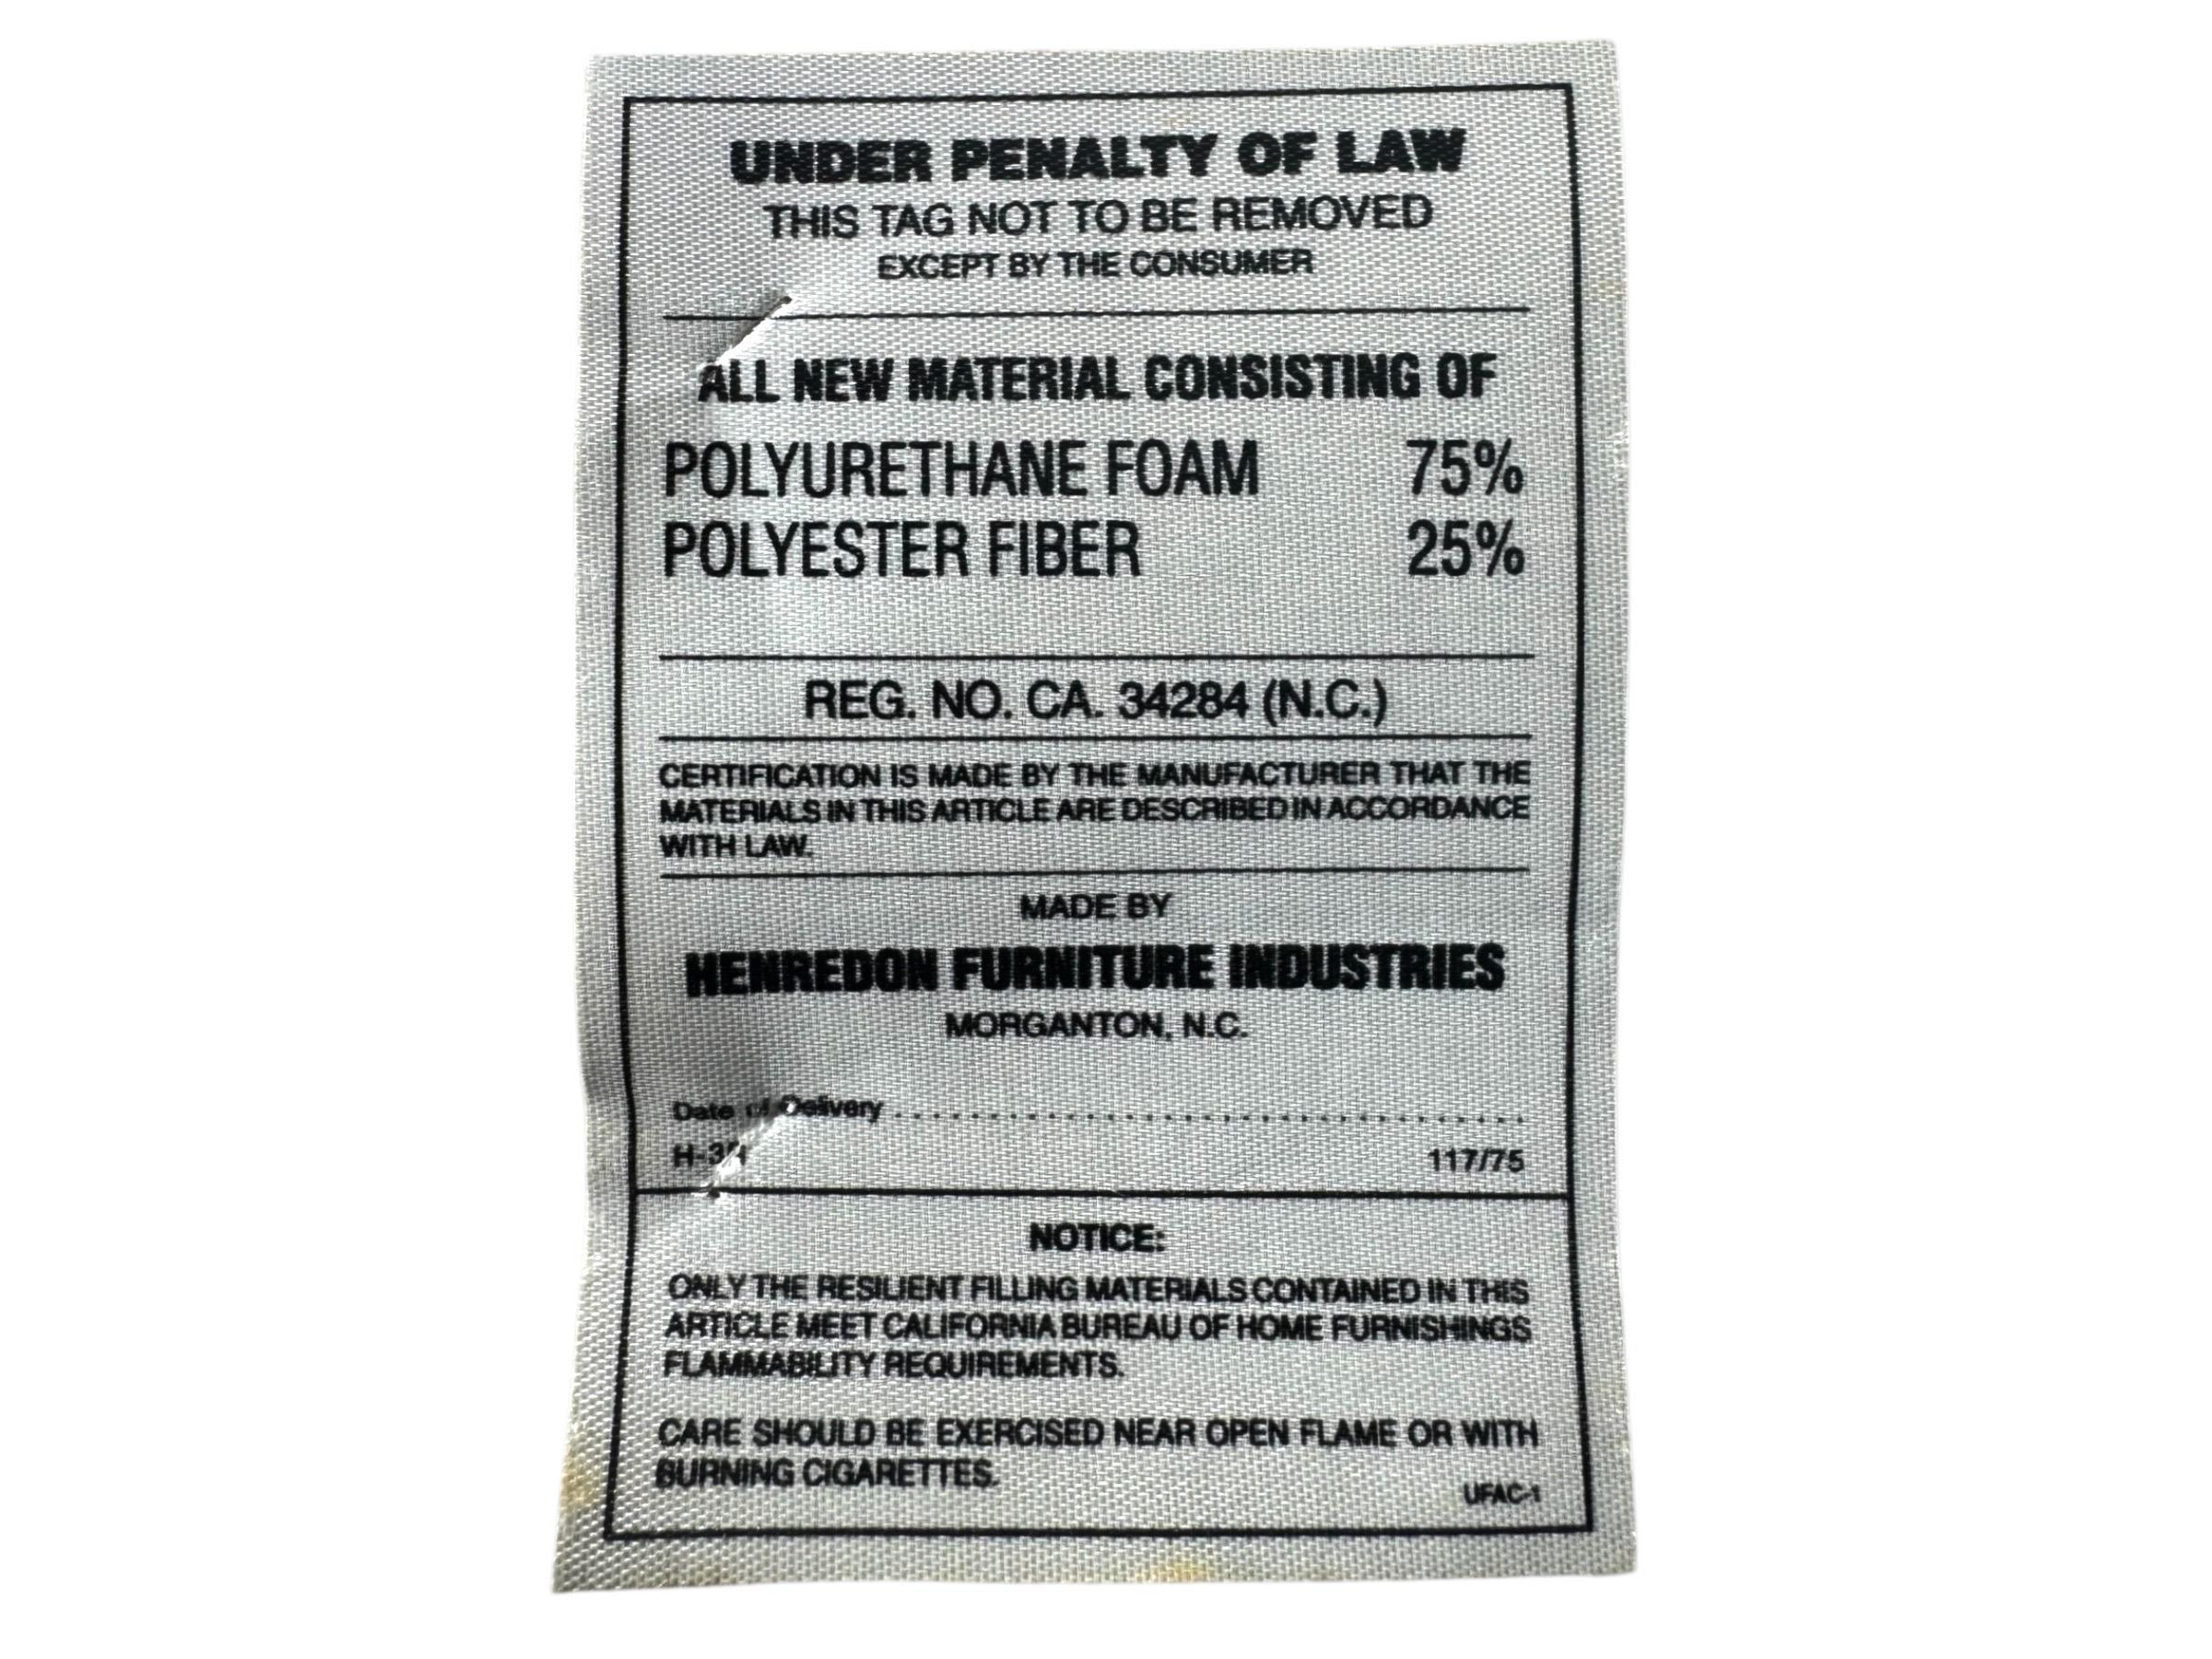 UNDER PENALTY OF LAW
THIS TAG NOT TO BE REMOVED
EXCEPT BY THE CONSUMER
ALL NEW MATERIAL CONSISTING OF
POLYURETHANE FOAM 75%
POLYESTER FIBER 25%
REG. NO. CA. 34284 (N.C.)
CERTIFICATION IS MADE BY THE MANUFACTURER THAT THE
MATERIALS IN THIS ARTICLE ARE DESCRIBED IN ACCORDANCE
WITH LAW.
MADE BY
HENREDON FURNITURE INDUSTRIES
MORGANTON, N.C.
Date of Delivery ..................................
117/75
NOTICE:
ONLY THE RESILIENT FILLING MATERIALS CONTAINED IN THIS
ARTICLE MEET CALIFORNIA BUREAU OF HOME FURNISHINGS
FLAMMABILITY REQUIREMENTS.
CARE SHOULD BE EXERCISED NEAR OPEN FLAME OR WITH
BURNING CIGARETTES.
UFAC-1